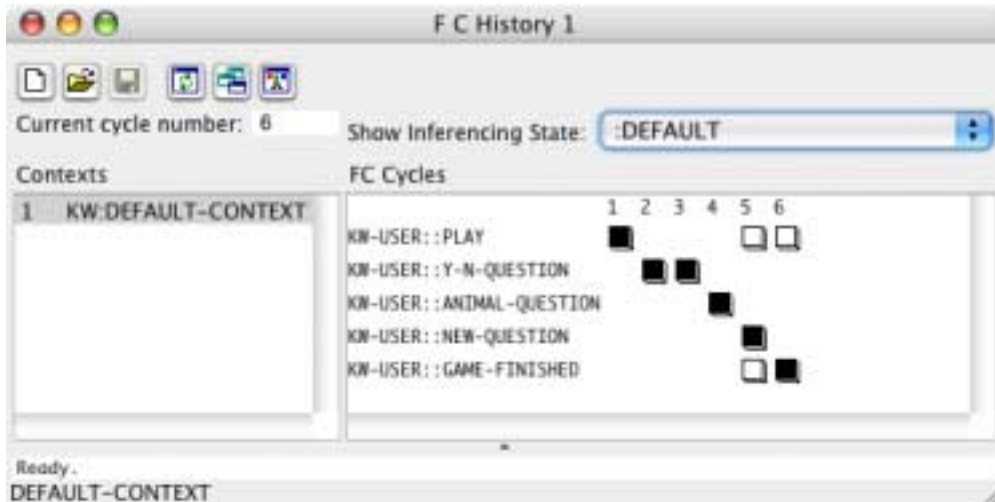 F C History 1
Current cycle number: 6
Show Inferencing State: :DEFAULT
Contexts
FC Cycles
1 KW:DEFAULT-CONTEXT
1 2 3 4 5 6
KW-USER::PLAY
KW-USER::Y-N-QUESTION
KW-USER::ANIMAL-QUESTION
KW-USER::NEW-QUESTION
KW-USER::GAME-FINISHED
Ready.
DEFAULT-CONTEXT